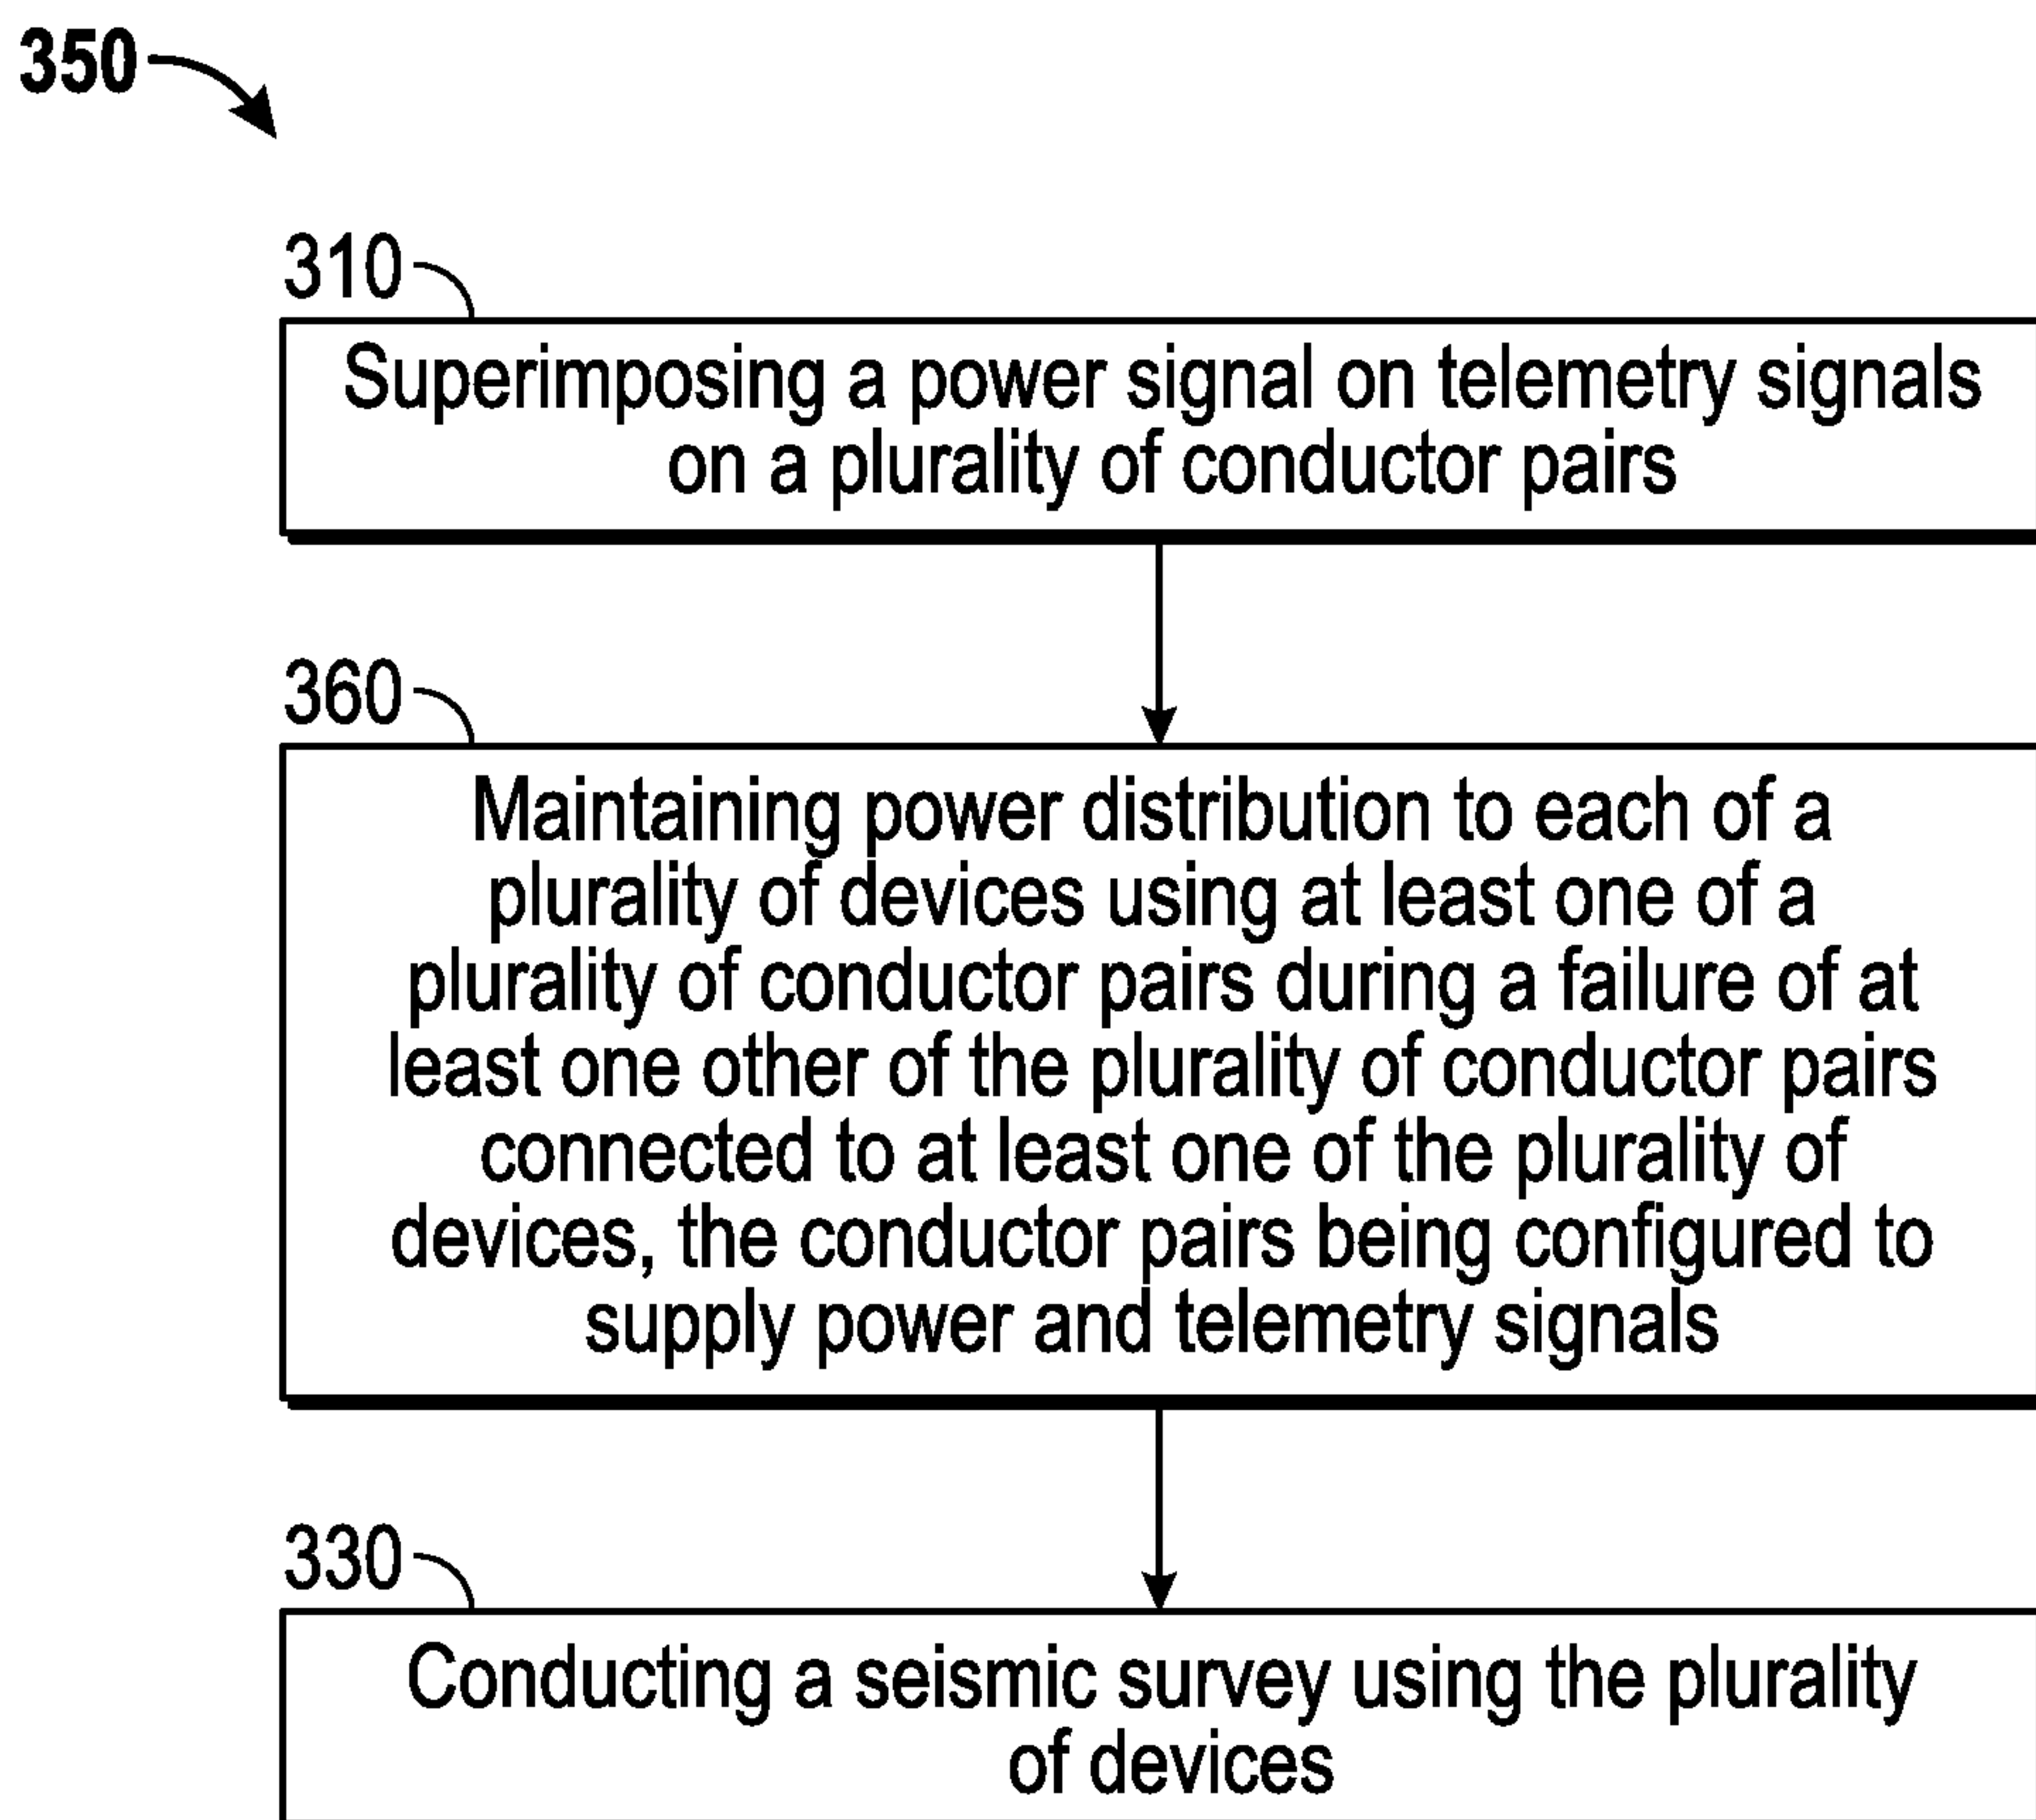 350
310
Superimposing a power signal on telemetry signals
on a plurality of conductor pairs
360
Maintaining power distribution to each of a
plurality of devices using at least one of a
plurality of conductor pairs during a failure of at
least one other of the plurality of conductor pairs
connected to at least one of the plurality of
devices, the conductor pairs being configured to
supply power and telemetry signals
330
Conducting a seismic survey using the plurality
of devices